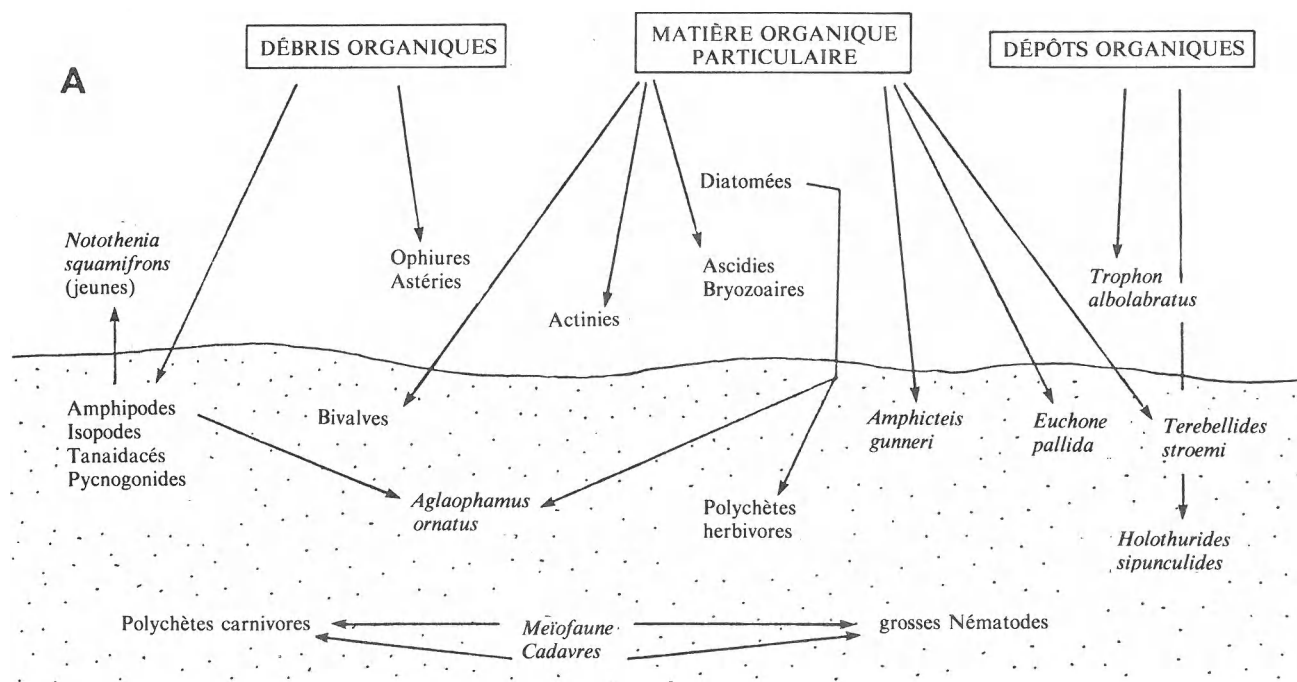 DÉBRIS ORGANIQUES
MATIÈRE ORGANIQUE
PARTICULAIRE
DÉPÔTS ORGANIQUES
A
Diatomées
Notothenia
squamifrons
(jeunes)
Ophiures
Astéries
Ascidies
Bryozoaires
Trophon
albolabratus
Actinies
Amphipodes
Isopodes
Tanaidacés
Pycnogonides
Bivalves
Amphicteis
gunneri
Euchone
pallida
Terebellides
stroemi
Aglaophamus
ornatus
Polychètes
herbivores
Holothurides
sipunculides
Polychètes carnivores
Meïofaune
Cadavres
grosses Nématodes